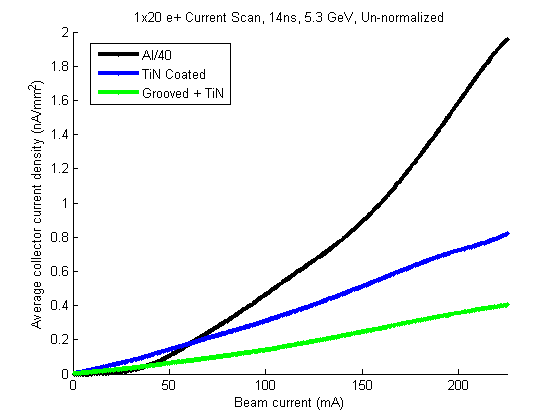 1x20 e+ Current Scan, 14ns, 5.3 GeV, Un-normalized
Al/40
TiN Coated
Grooved + TiN
Average collector current density (nA/mm²)
2
1.8
1.6
1.4
1.2
1
0.8
0.6
0.4
0.2
0
0 50 100 150 200
Beam current (mA)